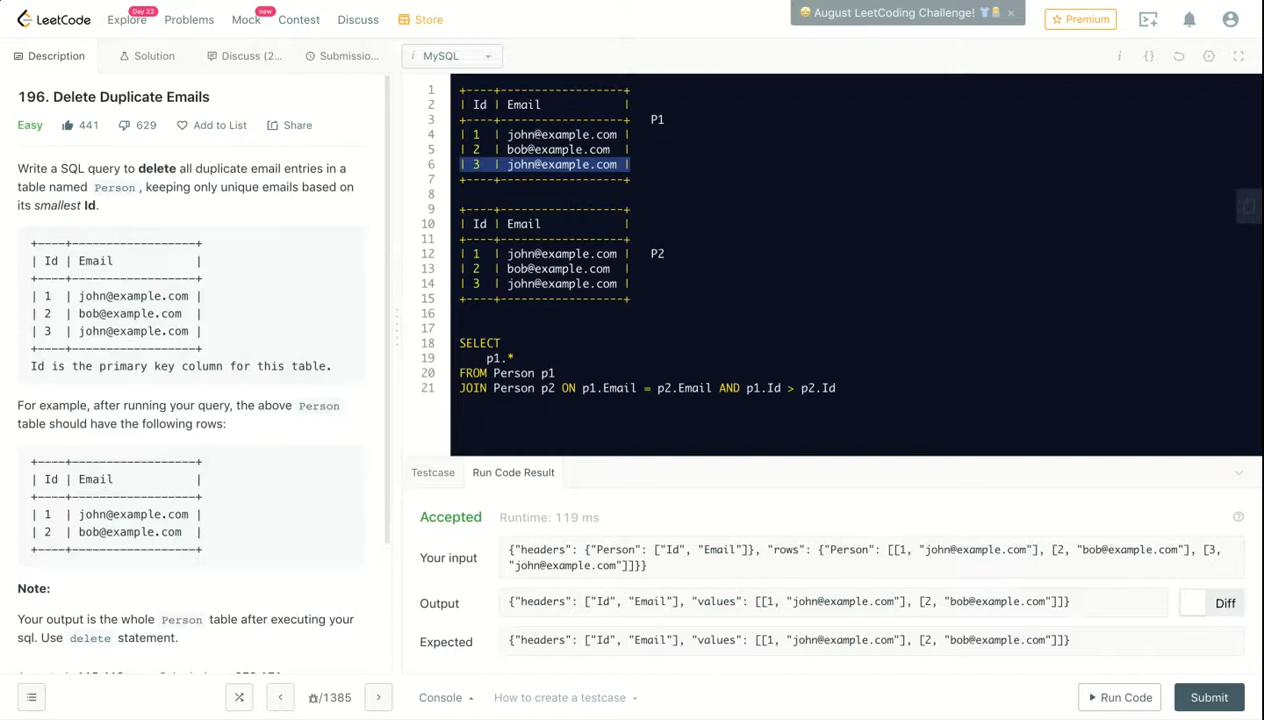 LeetCode
Explore
Day 22
Problems
Mock
new
Contest
Discuss
Store
August LeetCoding Challenge!
×
Premium
Description
Solution
Discuss (2...
Submissio...
i MySQL
i
{}
196. Delete Duplicate Emails
Easy 441 629 Add to List Share
Write a SQL query to delete all duplicate email entries in a
table named Person , keeping only unique emails based on
its smallest Id.
+----+------------------+
| Id | Email            |
+----+------------------+
| 1  | john@example.com |
| 2  | bob@example.com  |
| 3  | john@example.com |
+----+------------------+
Id is the primary key column for this table.
For example, after running your query, the above Person
table should have the following rows:
+----+------------------+
| Id | Email            |
+----+------------------+
| 1  | john@example.com |
| 2  | bob@example.com  |
+----+------------------+
Note:
Your output is the whole Person table after executing your
sql. Use delete statement.
/1385
1 +----+------------------+
2 | Id | Email            |
3 +----+------------------+ P1
4 | 1  | john@example.com |
5 | 2  | bob@example.com  |
6 | 3  | john@example.com |
7 +----+------------------+
8
9 +----+------------------+
10 | Id | Email            |
11 +----+------------------+
12 | 1  | john@example.com | P2
13 | 2  | bob@example.com  |
14 | 3  | john@example.com |
15 +----+------------------+
16
17
18 SELECT
19 p1.*
20 FROM Person p1
21 JOIN Person p2 ON p1.Email = p2.Email AND p1.Id > p2.Id
Testcase
Run Code Result
Accepted Runtime: 119 ms
Your input
{"headers": {"Person": ["Id", "Email"]}, "rows": {"Person": [[1, "john@example.com"], [2, "bob@example.com"], [3,
"john@example.com"]]}}
Output
{"headers": ["Id", "Email"], "values": [[1, "john@example.com"], [2, "bob@example.com"]]}
Diff
Expected
{"headers": ["Id", "Email"], "values": [[1, "john@example.com"], [2, "bob@example.com"]]}
Console
How to create a testcase
Run Code
Submit